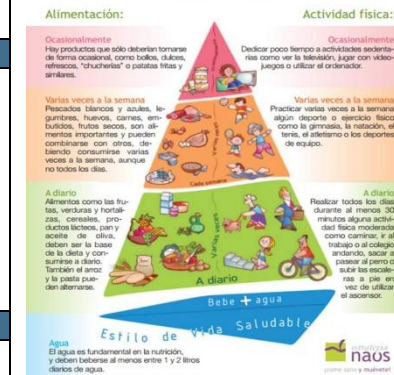 Alimentación:
Ocasionalmente
Hay productos que sólo deberían tomarse
de forma ocasional, como bollos, dulces,
refrescos, "chucherías" o patatas fritas y
similares.
Varias veces a la semana
Pescados blancos y azules, le-
gumbres, huevos, carnes, em-
butidos, frutos secos, son ali-
mentos importantes y pueden
combinarse con otros, de-
biendo consumirse varias
veces a la semana, aunque
no todos los días.
A diario
Alimentos como las fru-
tas, verduras y hortali-
zas, cereales, pro-
ductos lácteos, pan y
aceite de oliva,
deben ser la base
de la dieta y con-
sumirse a diario.
También el arroz
y la pasta pue-
den alternarse.
Agua
El agua es fundamental en la nutrición,
y deben beberse al menos entre 1 y 2 litros
diarios de agua.
Actividad física:
Ocasionalmente
Dedicar poco tiempo a actividades sedenta-
rias como ver la televisión, jugar con video-
juegos o utilizar el ordenador.
Varias veces a la semana
Practicar varias veces a la semana
algún deporte o ejercicio físico
como la gimnasia, la natación, el
tenis, el atletismo o los deportes
de equipo.
A diario
Realizar todos los días
durante al menos 30
minutos alguna activi-
dad física moderada
como caminar, ir al
trabajo o al colegio
andando, sacar a
pasear al perro o
subir las escale-
ras a pie en
vez de utilizar
el ascensor.
Varias veces
Cada semana
Varias veces
A diario
Bebe + agua
Estilo de Vida Saludable
estrategia
naos
¡come sano y muévete!